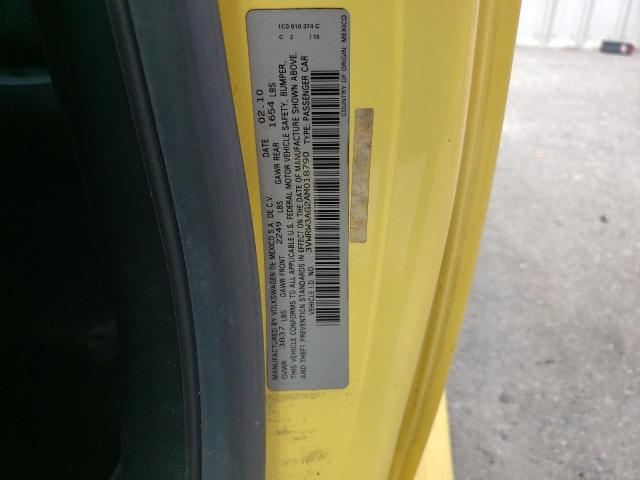 MANUFACTURED BY VOLKSWAGEN DE MEXICO S.A. DE C.V. DATE 02.10
GVWR 3837 LBS GAWR FRONT 2249 LBS GAWR REAR 1654 LBS
THIS VEHICLE CONFORMS TO ALL APPLICABLE U.S. FEDERAL MOTOR VEHICLE SAFETY, BUMPER,
AND THEFT PREVENTION STANDARDS IN EFFECT ON THE DATE OF MANUFACTURE SHOWN ABOVE.
VEHICLE I.D. NO. 3VWRW3AG2AM018790 TYPE: PASSENGER CAR
1C0 010 374 C
C 2 /10
COUNTRY OF ORIGIN: MEXICO